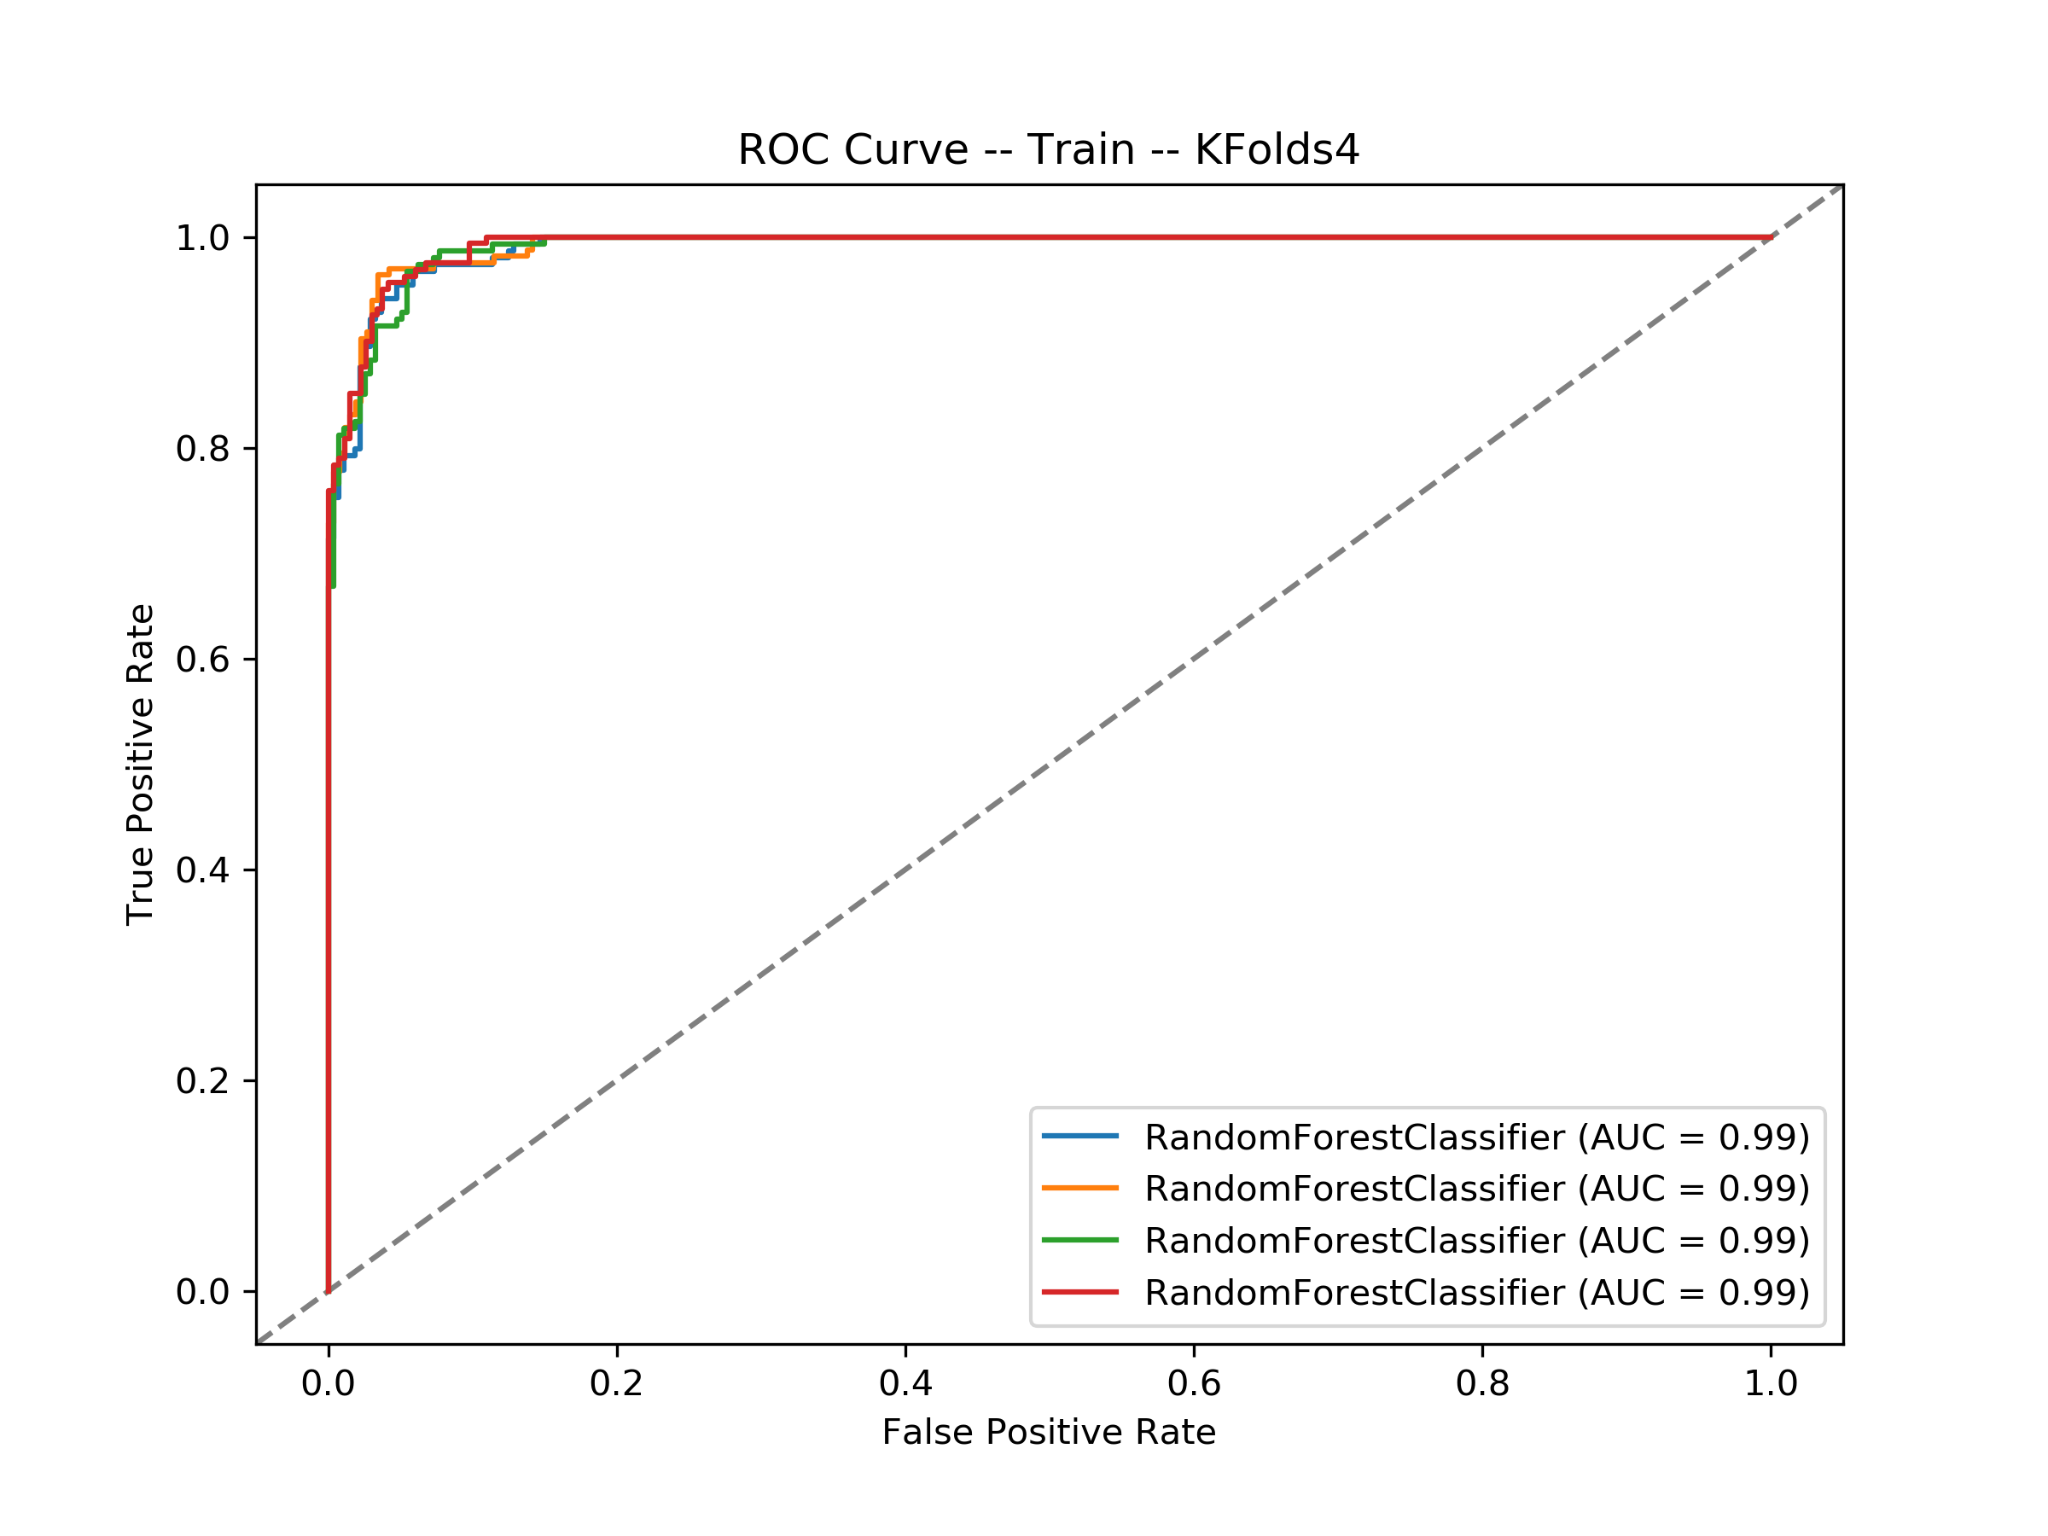 ROC Curve -- Train -- KFolds4
1.0
0.8
0.6
0.4
0.2
0.0
True Positive Rate
RandomForestClassifier (AUC = 0.99)
RandomForestClassifier (AUC = 0.99)
RandomForestClassifier (AUC = 0.99)
RandomForestClassifier (AUC = 0.99)
0.0 0.2 0.4 0.6 0.8 1.0
False Positive Rate